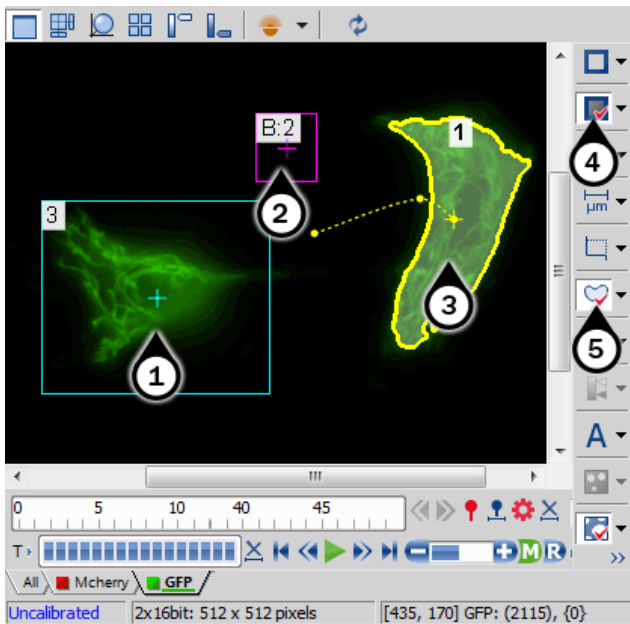 B:2
1
3
4
2
µm
3
1
5
A
0 5 10 40 45
T
M R
All Mcherry GFP
Uncalibrated 2x16bit: 512 x 512 pixels [435, 170] GFP: (2115), {0}